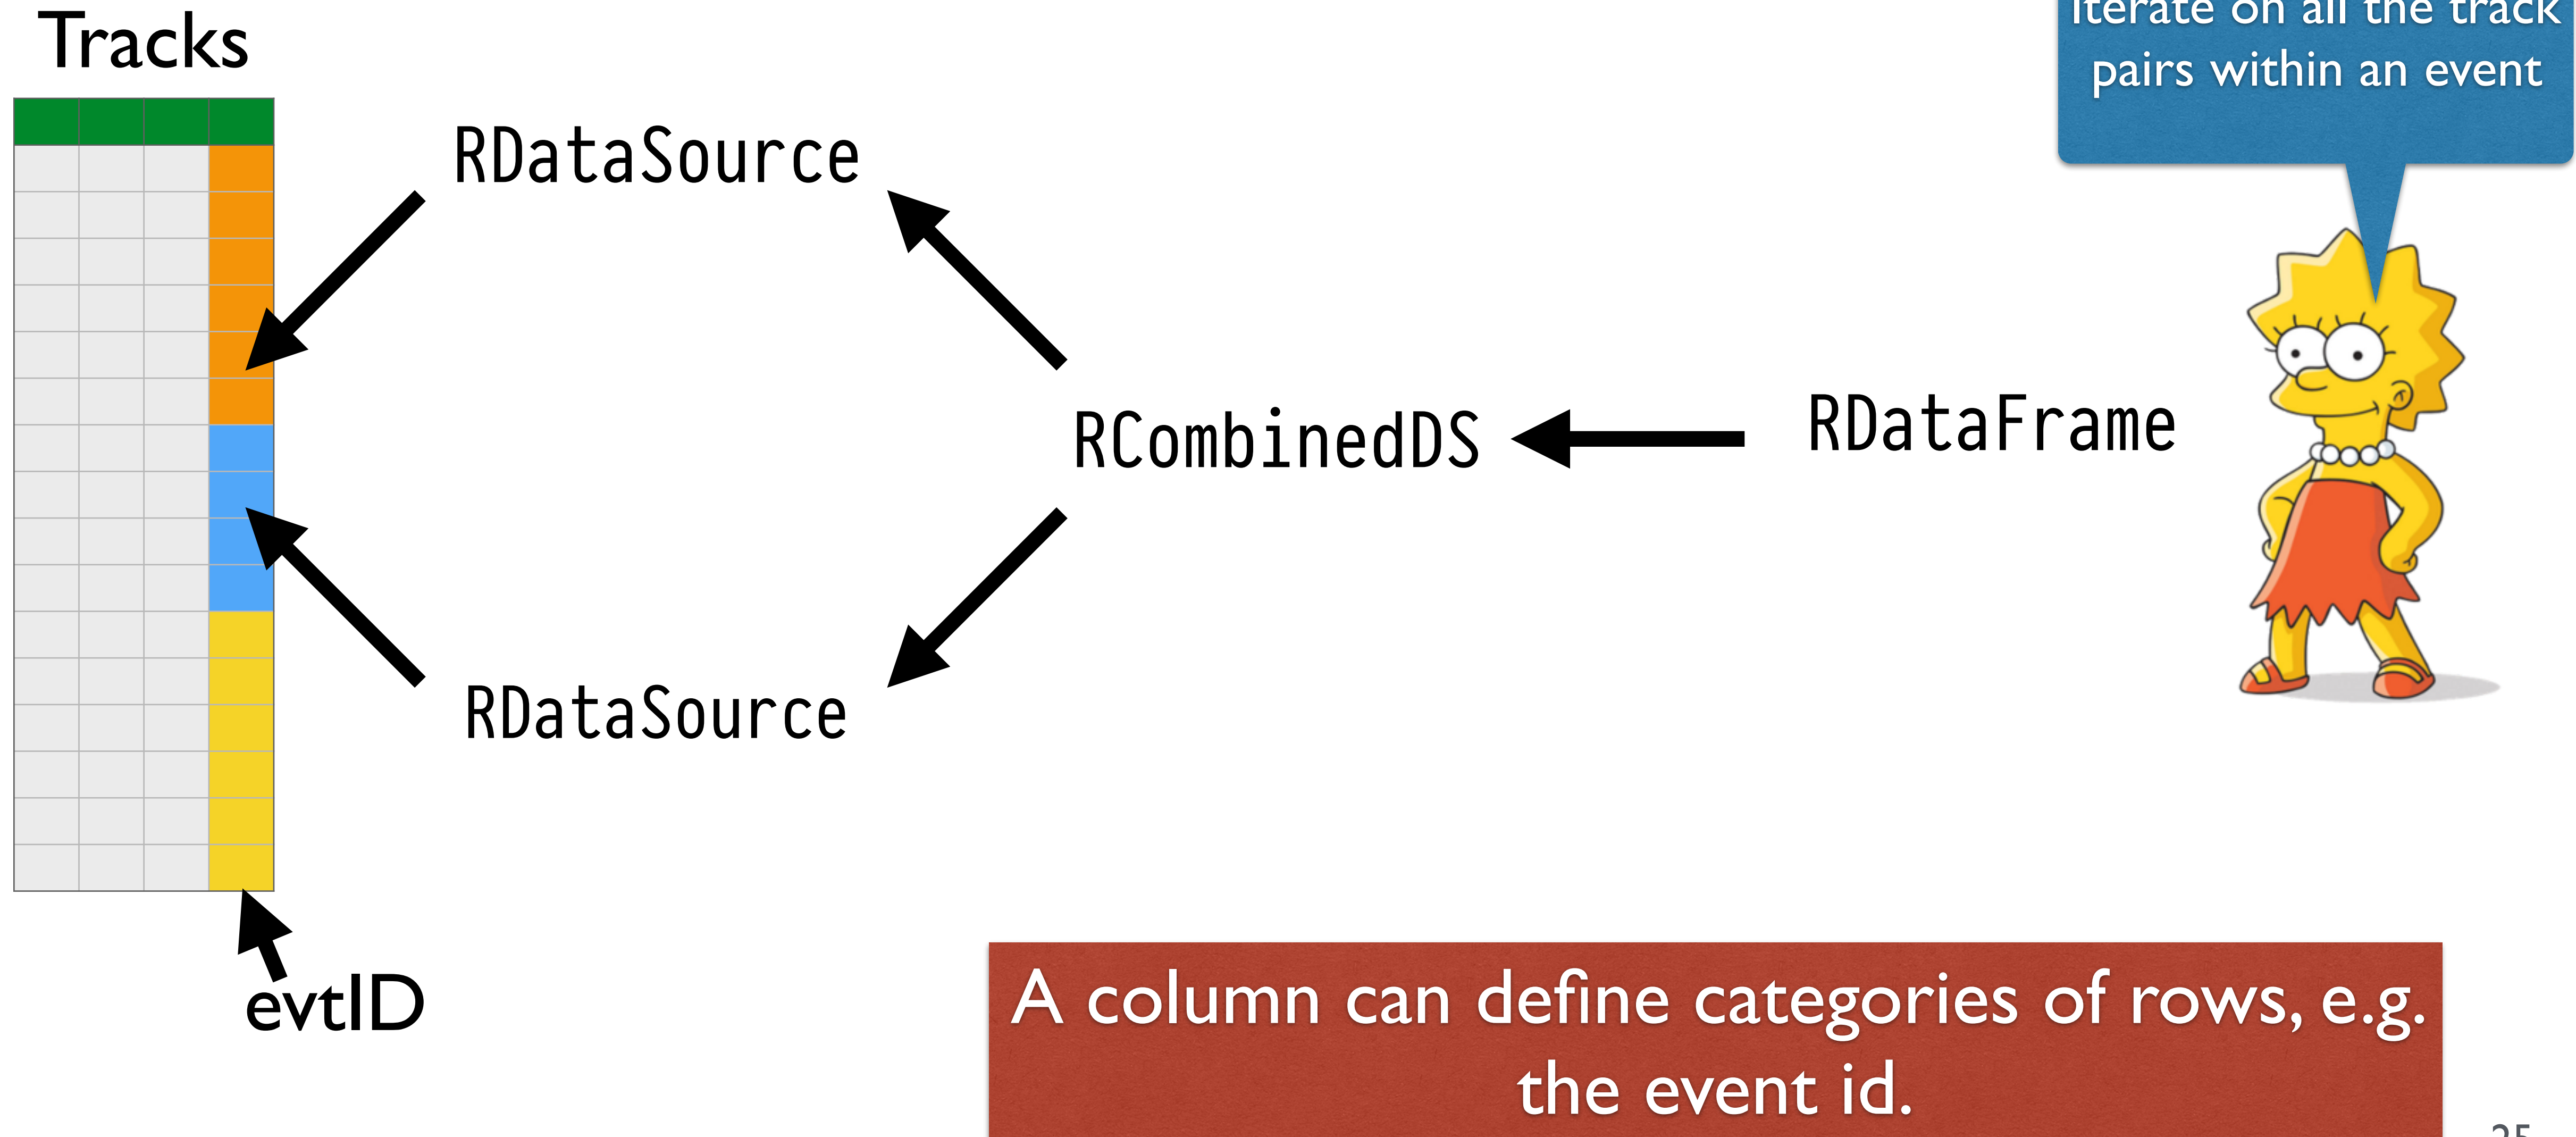 Tracks
iterate on all the track
pairs within an event
RDataSource
RCombinedDS
RDataFrame
RDataSource
evtID
A column can define categories of rows, e.g.
the event id.
25